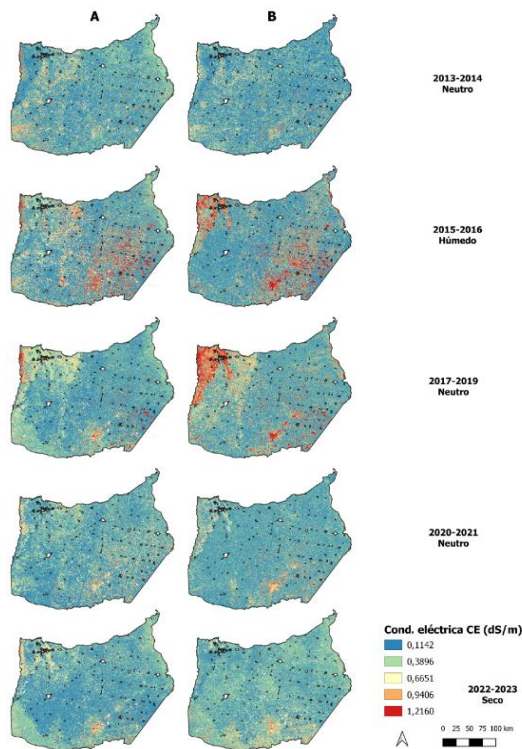 A B
2013-2014
Neutro
2015-2016
Húmedo
2017-2019
Neutro
2020-2021
Neutro
Cond. eléctrica CE (dS/m)
0,1142
0,3896
0,6651
0,9406
1,2160
2022-2023
Seco
0 25 50 75 100 km